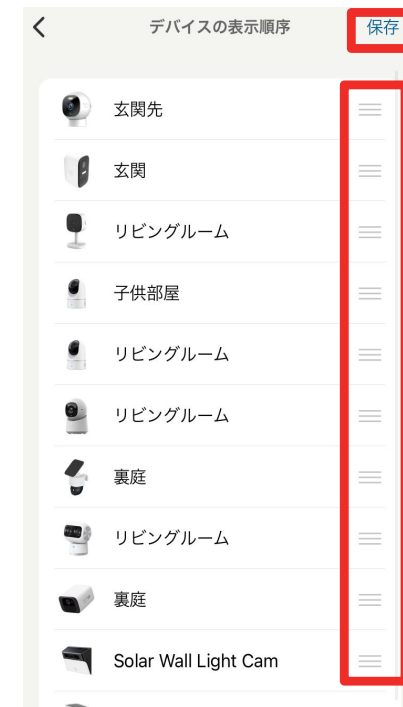 デバイスの表示順序
保存
玄関先
玄関
リビングルーム
子供部屋
リビングルーム
リビングルーム
裏庭
リビングルーム
裏庭
Solar Wall Light Cam